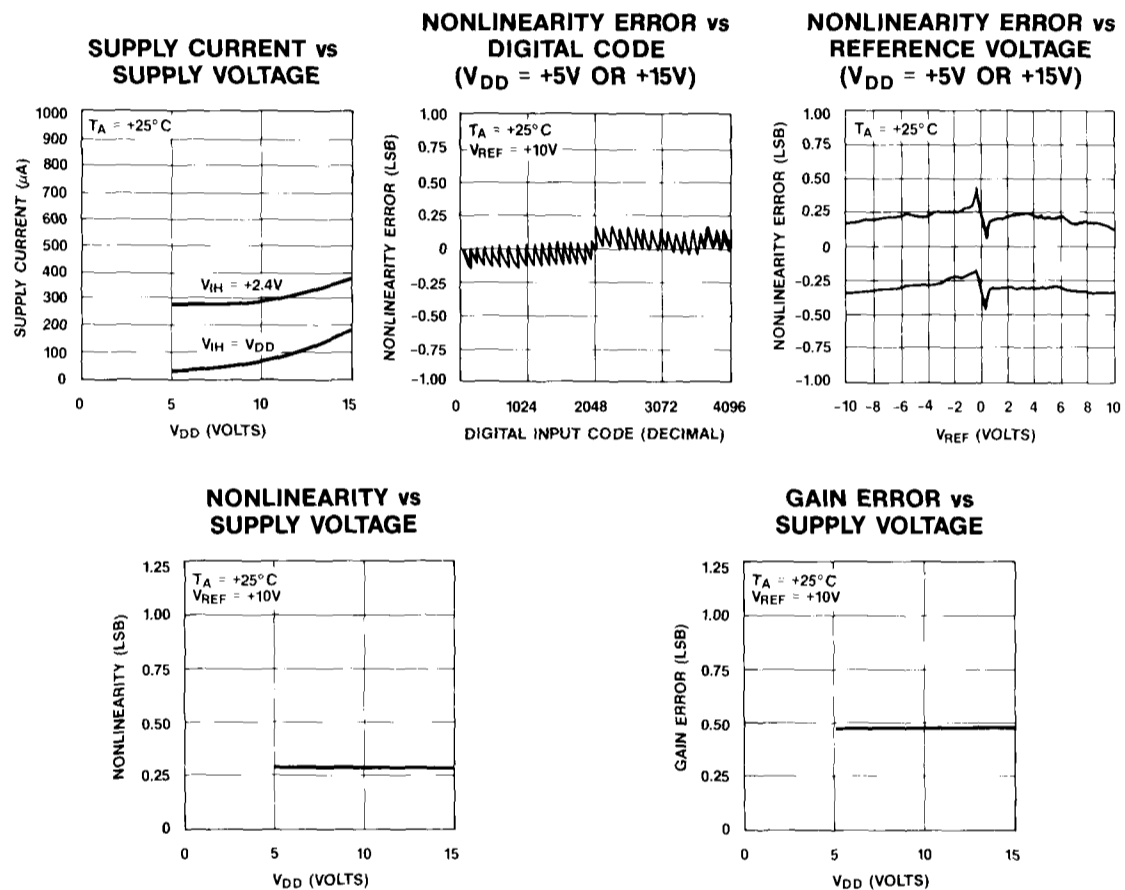 SUPPLY CURRENT vs
SUPPLY VOLTAGE
1000
900
800
700
600
500
400
300
200
100
0
SUPPLY CURRENT (μA)
TA = +25°C
VIH = +2.4V
VIH = VDD
0 5 10 15
VDD (VOLTS)
NONLINEARITY ERROR vs
DIGITAL CODE
(VDD = +5V OR +15V)
1.00
0.75
0.50
0.25
0
−0.25
−0.50
−0.75
−1.00
NONLINEARITY ERROR (LSB)
TA = +25°C
VREF = +10V
0 1024 2048 3072 4096
DIGITAL INPUT CODE (DECIMAL)
NONLINEARITY ERROR vs
REFERENCE VOLTAGE
(VDD = +5V OR +15V)
1.00
0.75
0.50
0.25
0
−0.25
−0.50
−0.75
−1.00
NONLINEARITY ERROR (LSB)
TA = +25°C
−10 −8 −6 −4 −2 0 2 4 6 8 10
VREF (VOLTS)
NONLINEARITY vs
SUPPLY VOLTAGE
1.25
1.00
0.75
0.50
0.25
0
NONLINEARITY (LSB)
TA = +25°C
VREF = +10V
0 5 10 15
VDD (VOLTS)
GAIN ERROR vs
SUPPLY VOLTAGE
1.25
1.00
0.75
0.50
0.25
0
GAIN ERROR (LSB)
TA = +25°C
VREF = +10V
0 5 10 15
VDD (VOLTS)